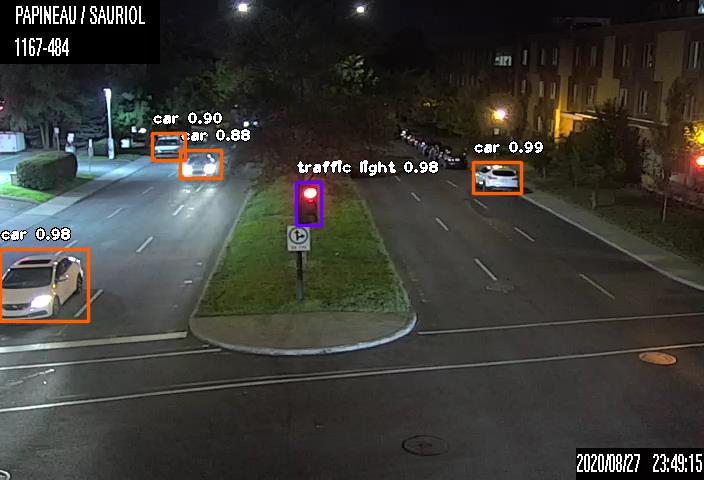 PAPINEAU / SAURIOL
1167-484
car 0.90
car 0.88
traffic light 0.98
car 0.99
car 0.98
2020/08/27 23:49:15